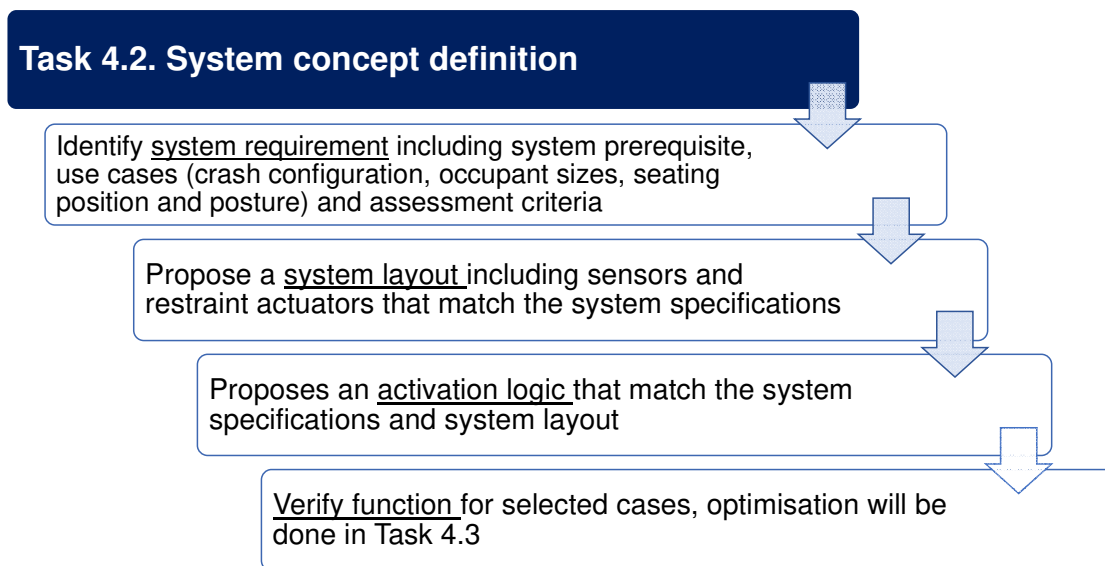 Task 4.2. System concept definition
Identify system requirement including system prerequisite,
use cases (crash configuration, occupant sizes, seating
position and posture) and assessment criteria
Propose a system layout including sensors and
restraint actuators that match the system specifications
Proposes an activation logic that match the system
specifications and system layout
Verify function for selected cases, optimisation will be
done in Task 4.3